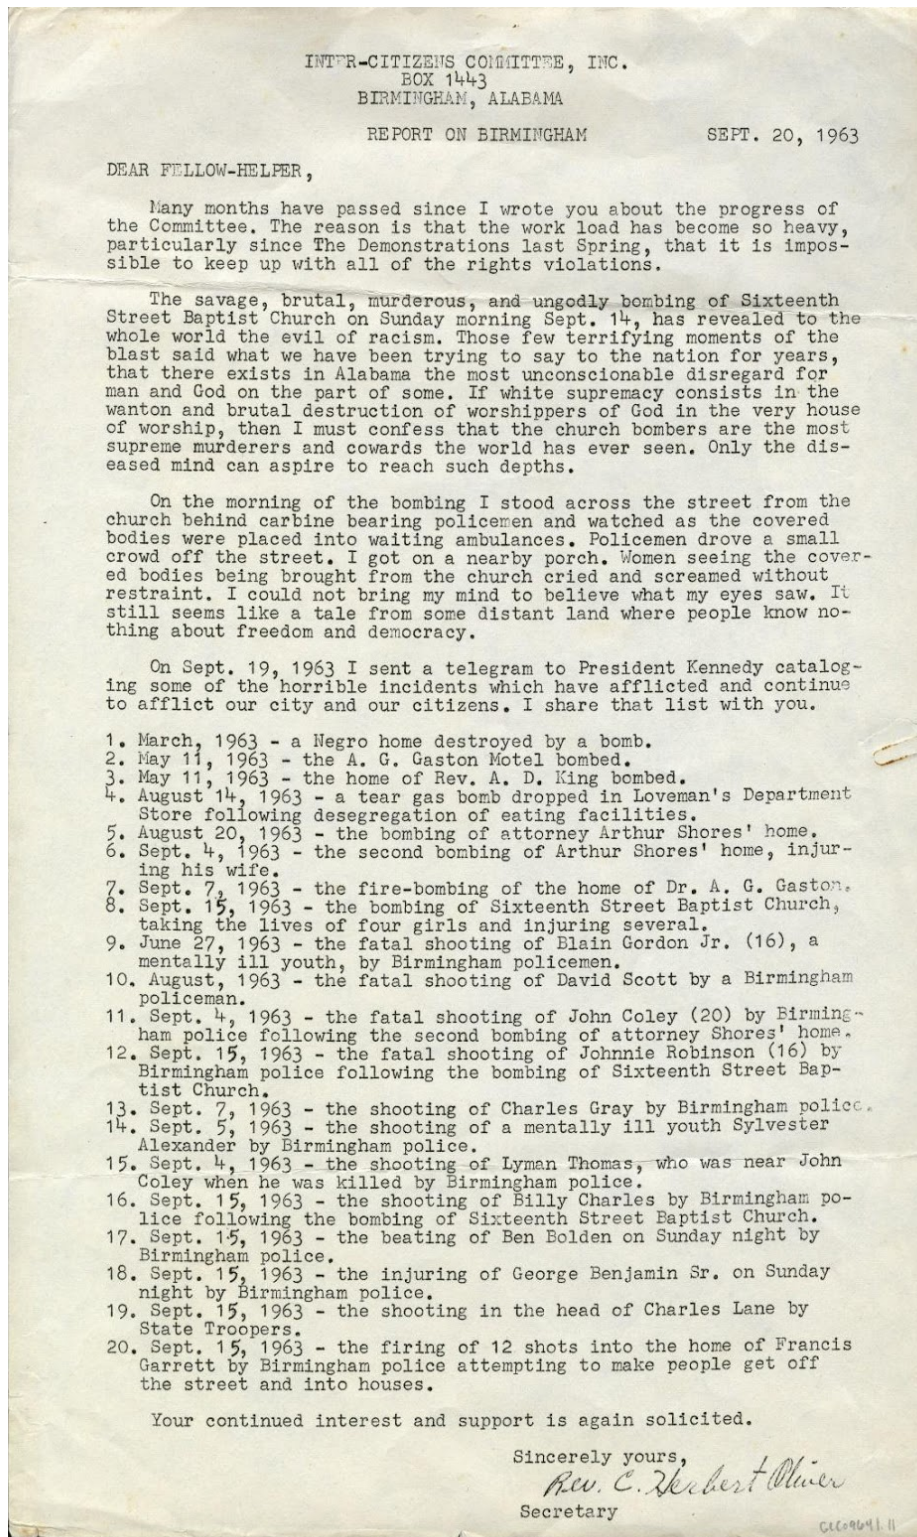 INTER-CITIZENS COMMITTEE, INC.
BOX 1443
BIRMINGHAM, ALABAMA
REPORT ON BIRMINGHAM SEPT. 20, 1963
DEAR FELLOW-HELPER,
Many months have passed since I wrote you about the progress of
the Committee. The reason is that the work load has become so heavy,
particularly since The Demonstrations last Spring, that it is impos-
sible to keep up with all of the rights violations.
The savage, brutal, murderous, and ungodly bombing of Sixteenth
Street Baptist Church on Sunday morning Sept. 14, has revealed to the
whole world the evil of racism. Those few terrifying moments of the
blast said what we have been trying to say to the nation for years,
that there exists in Alabama the most unconscionable disregard for
man and God on the part of some. If white supremacy consists in the
wanton and brutal destruction of worshippers of God in the very house
of worship, then I must confess that the church bombers are the most
supreme murderers and cowards the world has ever seen. Only the dis-
eased mind can aspire to reach such depths.
On the morning of the bombing I stood across the street from the
church behind carbine bearing policemen and watched as the covered
bodies were placed into waiting ambulances. Policemen drove a small
crowd off the street. I got on a nearby porch. Women seeing the cover-
ed bodies being brought from the church cried and screamed without
restraint. I could not bring my mind to believe what my eyes saw. It
still seems like a tale from some distant land where people know no-
thing about freedom and democracy.
On Sept. 19, 1963 I sent a telegram to President Kennedy catalog-
ing some of the horrible incidents which have afflicted and continue
to afflict our city and our citizens. I share that list with you.
1. March, 1963 - a Negro home destroyed by a bomb.
2. May 11, 1963 - the A. G. Gaston Motel bombed.
3. May 11, 1963 - the home of Rev. A. D. King bombed.
4. August 14, 1963 - a tear gas bomb dropped in Loveman's Department
Store following desegregation of eating facilities.
5. August 20, 1963 - the bombing of attorney Arthur Shores' home.
6. Sept. 4, 1963 - the second bombing of Arthur Shores' home, injur-
ing his wife.
7. Sept. 7, 1963 - the fire-bombing of the home of Dr. A. G. Gaston.
8. Sept. 15, 1963 - the bombing of Sixteenth Street Baptist Church,
taking the lives of four girls and injuring several.
9. June 27, 1963 - the fatal shooting of Blain Gordon Jr. (16), a
mentally ill youth, by Birmingham policemen.
10. August, 1963 - the fatal shooting of David Scott by a Birmingham
policeman.
11. Sept. 4, 1963 - the fatal shooting of John Coley (20) by Birming-
ham police following the second bombing of attorney Shores' home.
12. Sept. 15, 1963 - the fatal shooting of Johnnie Robinson (16) by
Birmingham police following the bombing of Sixteenth Street Bap-
tist Church.
13. Sept. 7, 1963 - the shooting of Charles Gray by Birmingham police.
14. Sept. 5, 1963 - the shooting of a mentally ill youth Sylvester
Alexander by Birmingham police.
15. Sept. 4, 1963 - the shooting of Lyman Thomas, who was near John
Coley when he was killed by Birmingham police.
16. Sept. 15, 1963 - the shooting of Billy Charles by Birmingham po-
lice following the bombing of Sixteenth Street Baptist Church.
17. Sept. 15, 1963 - the beating of Ben Bolden on Sunday night by
Birmingham police.
18. Sept. 15, 1963 - the injuring of George Benjamin Sr. on Sunday
night by Birmingham police.
19. Sept. 15, 1963 - the shooting in the head of Charles Lane by
State Troopers.
20. Sept. 15, 1963 - the firing of 12 shots into the home of Francis
Garrett by Birmingham police attempting to make people get off
the street and into houses.
Your continued interest and support is again solicited.
Sincerely yours,
Rev. C. Herbert Oliver
Secretary